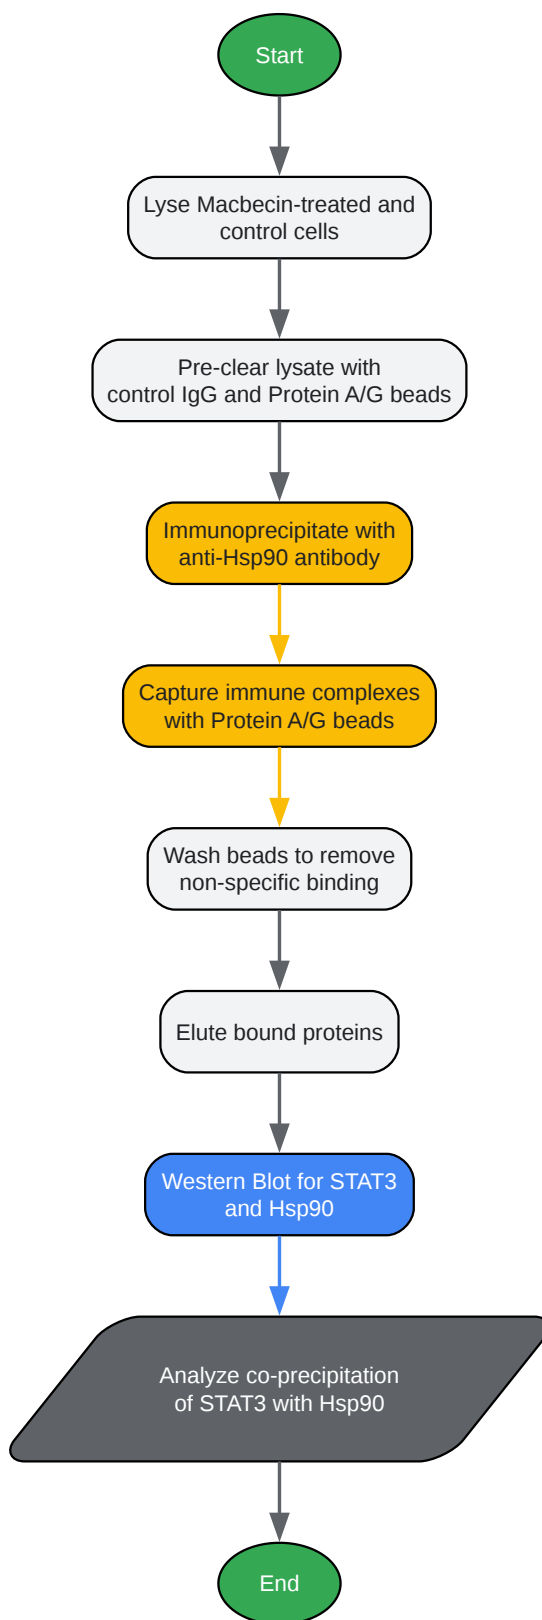 Start
Lyse Macbecin-treated and
control cells
Pre-clear lysate with
control IgG and Protein A/G beads
Immunoprecipitate with
anti-Hsp90 antibody
Capture immune complexes
with Protein A/G beads
Wash beads to remove
non-specific binding
Elute bound proteins
Western Blot for STAT3
and Hsp90
Analyze co-precipitation
of STAT3 with Hsp90
End